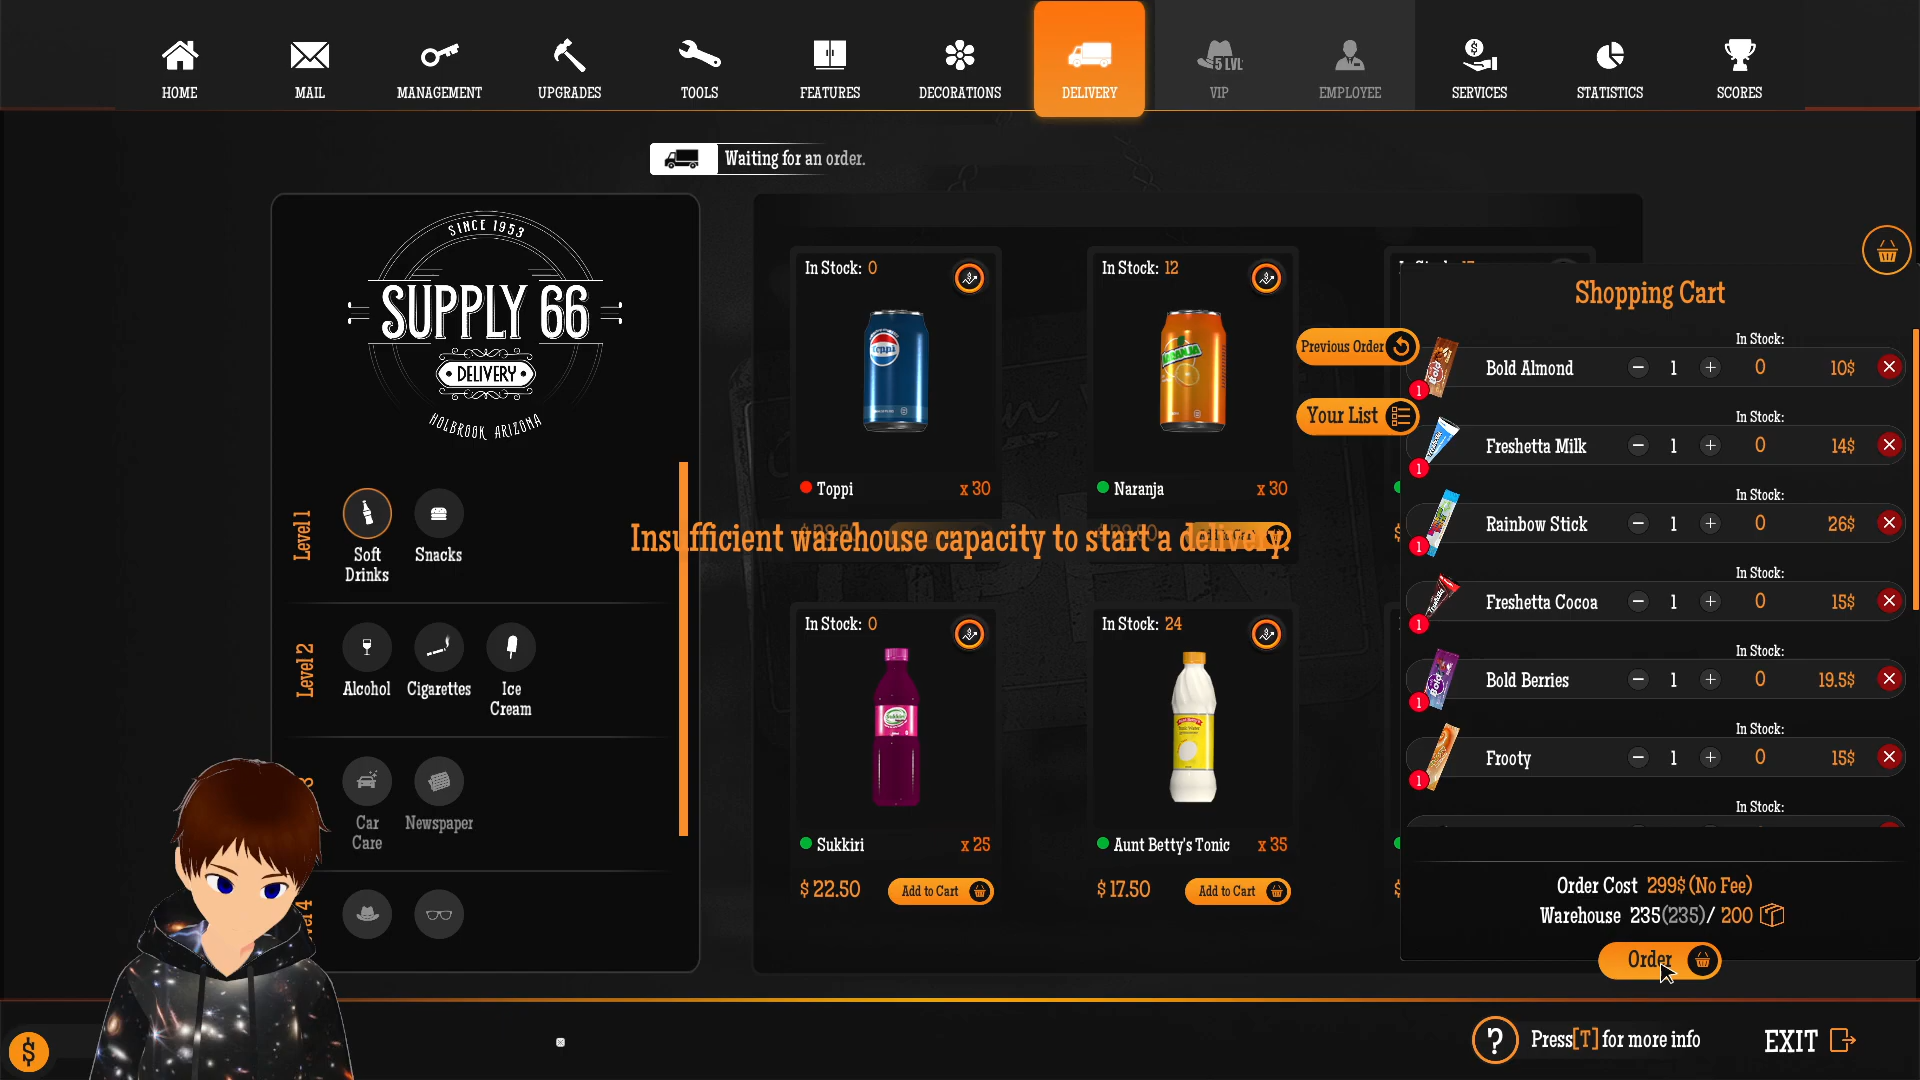 HOME
MAIL
MANAGEMENT
UPGRADES
TOOLS
FEATURES
DECORATIONS
DELIVERY
5 LVL
VIP
EMPLOYEE
SERVICES
STATISTICS
SCORES
Waiting for an order.
SINCE 1953
SUPPLY 66
DELIVERY
HOLBROOK ARIZONA
Level 1
Soft Drinks
Snacks
Level 2
Alcohol
Cigarettes
Ice Cream
Car Care
Newspaper
In Stock: 0
Toppi
x 30
In Stock: 12
Naranja
x 30
Insufficient warehouse capacity to start a delivery.
In Stock: 0
Sukkiri
x 25
$ 22.50
Add to Cart
In Stock: 24
Aunt Betty's Tonic
x 35
$ 17.50
Add to Cart
Previous Order
Your List
Shopping Cart
In Stock:
1 Bold Almond − 1 + 0 10$
In Stock:
1 Freshetta Milk − 1 + 0 14$
In Stock:
1 Rainbow Stick − 1 + 0 26$
In Stock:
1 Freshetta Cocoa − 1 + 0 15$
In Stock:
1 Bold Berries − 1 + 0 19.5$
In Stock:
1 Frooty − 1 + 0 15$
In Stock:
Order Cost 299$ (No Fee)
Warehouse 235(235)/ 200
Order
Press[T] for more info
EXIT